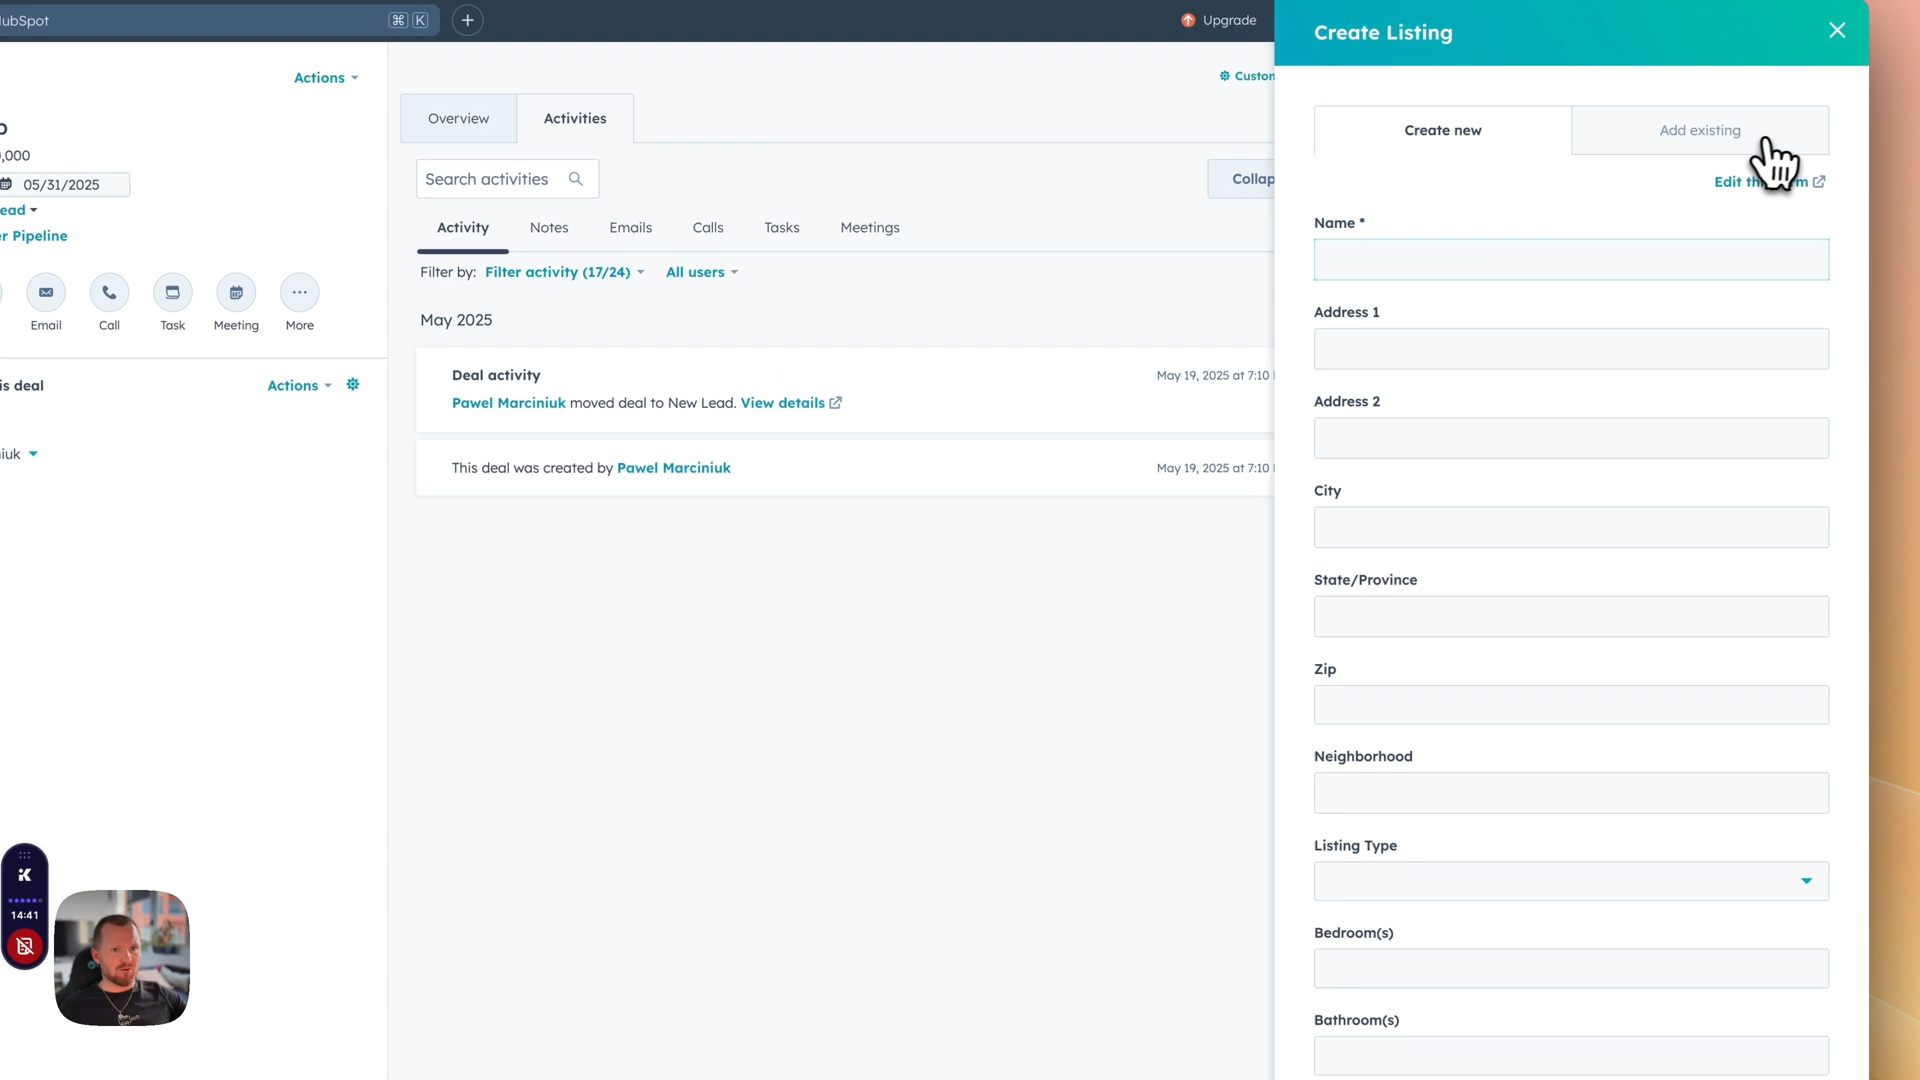 HubSpot
⌘ K
+
Upgrade
Create Listing
Actions
Custom
Overview
Activities
Create new
Add existing
,000
05/31/2025
Search activities
Collap
Edit th
m
ead
er Pipeline
Activity
Notes
Emails
Calls
Tasks
Meetings
Name *
Filter by:
Filter activity (17/24)
All users
Email
Call
Task
Meeting
More
May 2025
Address 1
is deal
Actions
Deal activity
May 19, 2025 at 7:10
Pawel Marciniuk moved deal to New Lead. View details
Address 2
iuk
This deal was created by Pawel Marciniuk
May 19, 2025 at 7:10
City
State/Province
Zip
Neighborhood
Listing Type
14:41
Bedroom(s)
Bathroom(s)